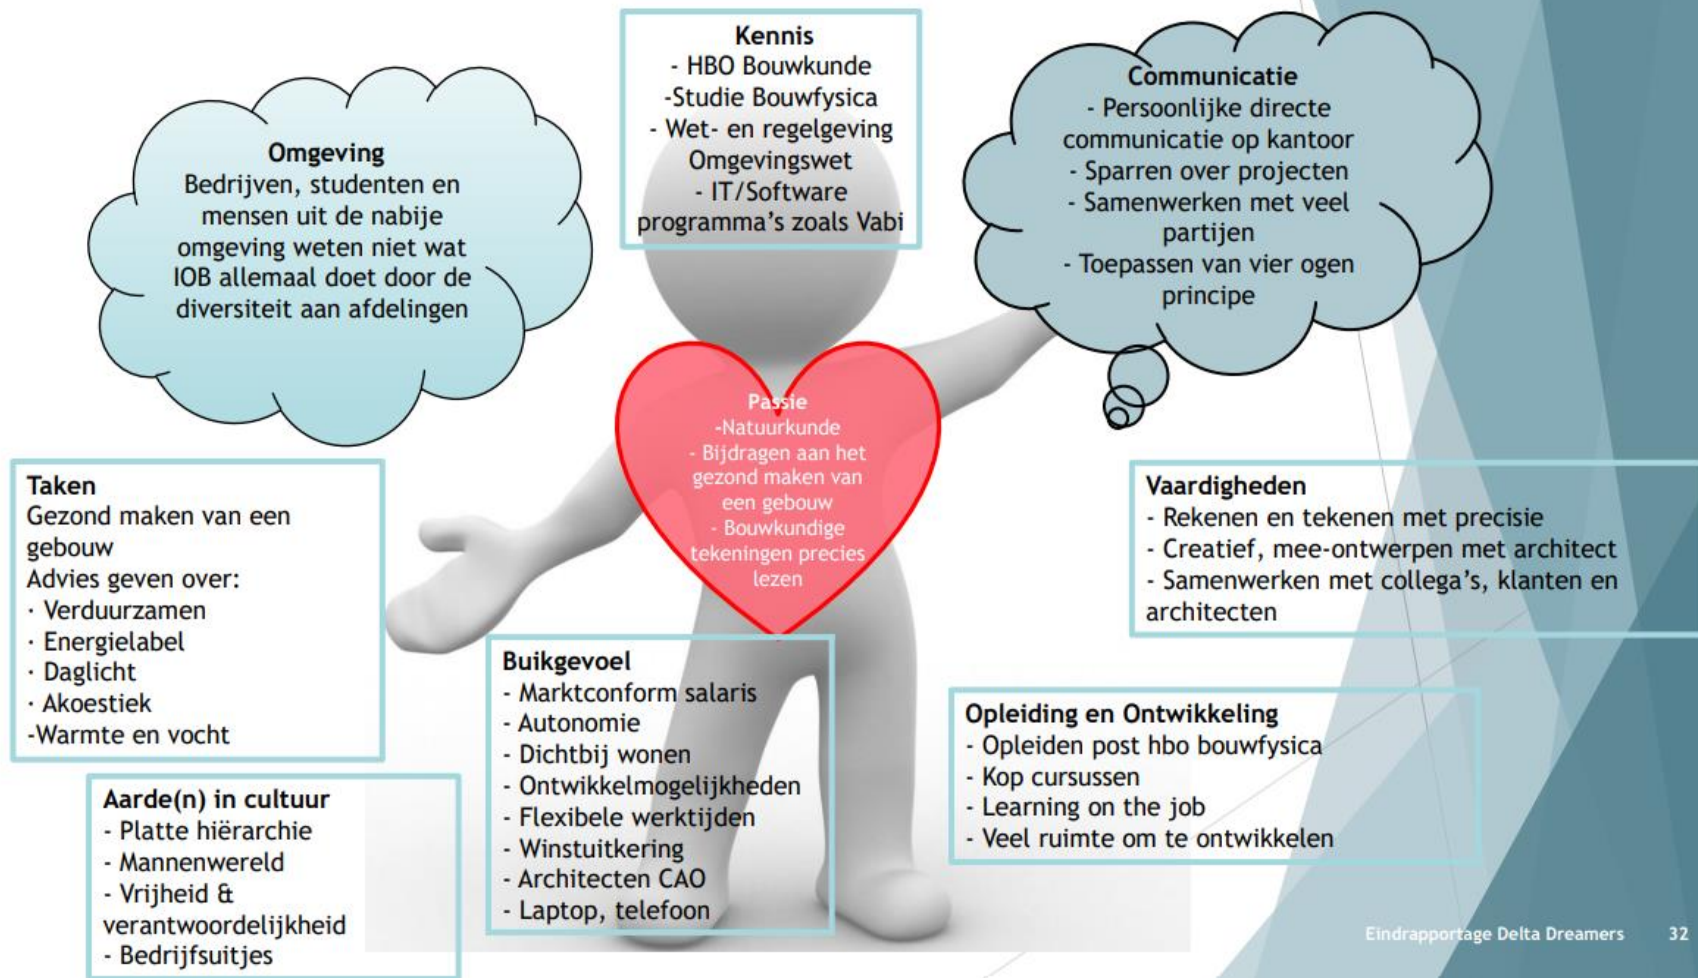 Kennis
- HBO Bouwkunde
-Studie Bouwfysica
- Wet- en regelgeving
Omgevingswet
- IT/Software
programma's zoals Vabi
Omgeving
Bedrijven, studenten en
mensen uit de nabije
omgeving weten niet wat
IOB allemaal doet door de
diversiteit aan afdelingen
Communicatie
- Persoonlijke directe
communicatie op kantoor
- Sparren over projecten
- Samenwerken met veel
partijen
- Toepassen van vier ogen
principe
Passie
-Natuurkunde
- Bijdragen aan het
gezond maken van
een gebouw
- Bouwkundige
tekeningen precies
lezen
Taken
Gezond maken van een
gebouw
Advies geven over:
· Verduurzamen
· Energielabel
· Daglicht
· Akoestiek
-Warmte en vocht
Vaardigheden
- Rekenen en tekenen met precisie
- Creatief, mee-ontwerpen met architect
- Samenwerken met collega's, klanten en
architecten
Buikgevoel
- Marktconform salaris
- Autonomie
- Dichtbij wonen
- Ontwikkelmogelijkheden
- Flexibele werktijden
- Winstuitkering
- Architecten CAO
- Laptop, telefoon
Opleiding en Ontwikkeling
- Opleiden post hbo bouwfysica
- Kop cursussen
- Learning on the job
- Veel ruimte om te ontwikkelen
Aarde(n) in cultuur
- Platte hiërarchie
- Mannenwereld
- Vrijheid &
verantwoordelijkheid
- Bedrijfsuitjes
Eindrapportage Delta Dreamers 32